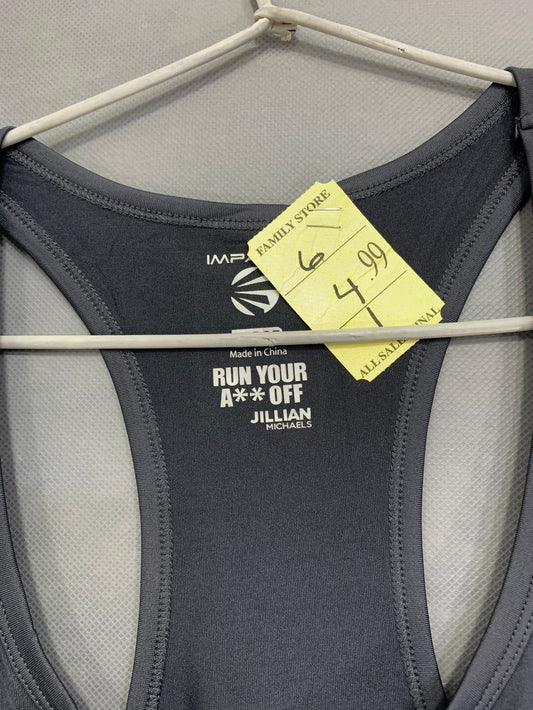 FAMILY STORE
6
4.99
1
Made in China
RUN YOUR
A** OFF
JILLIAN
MICHAELS